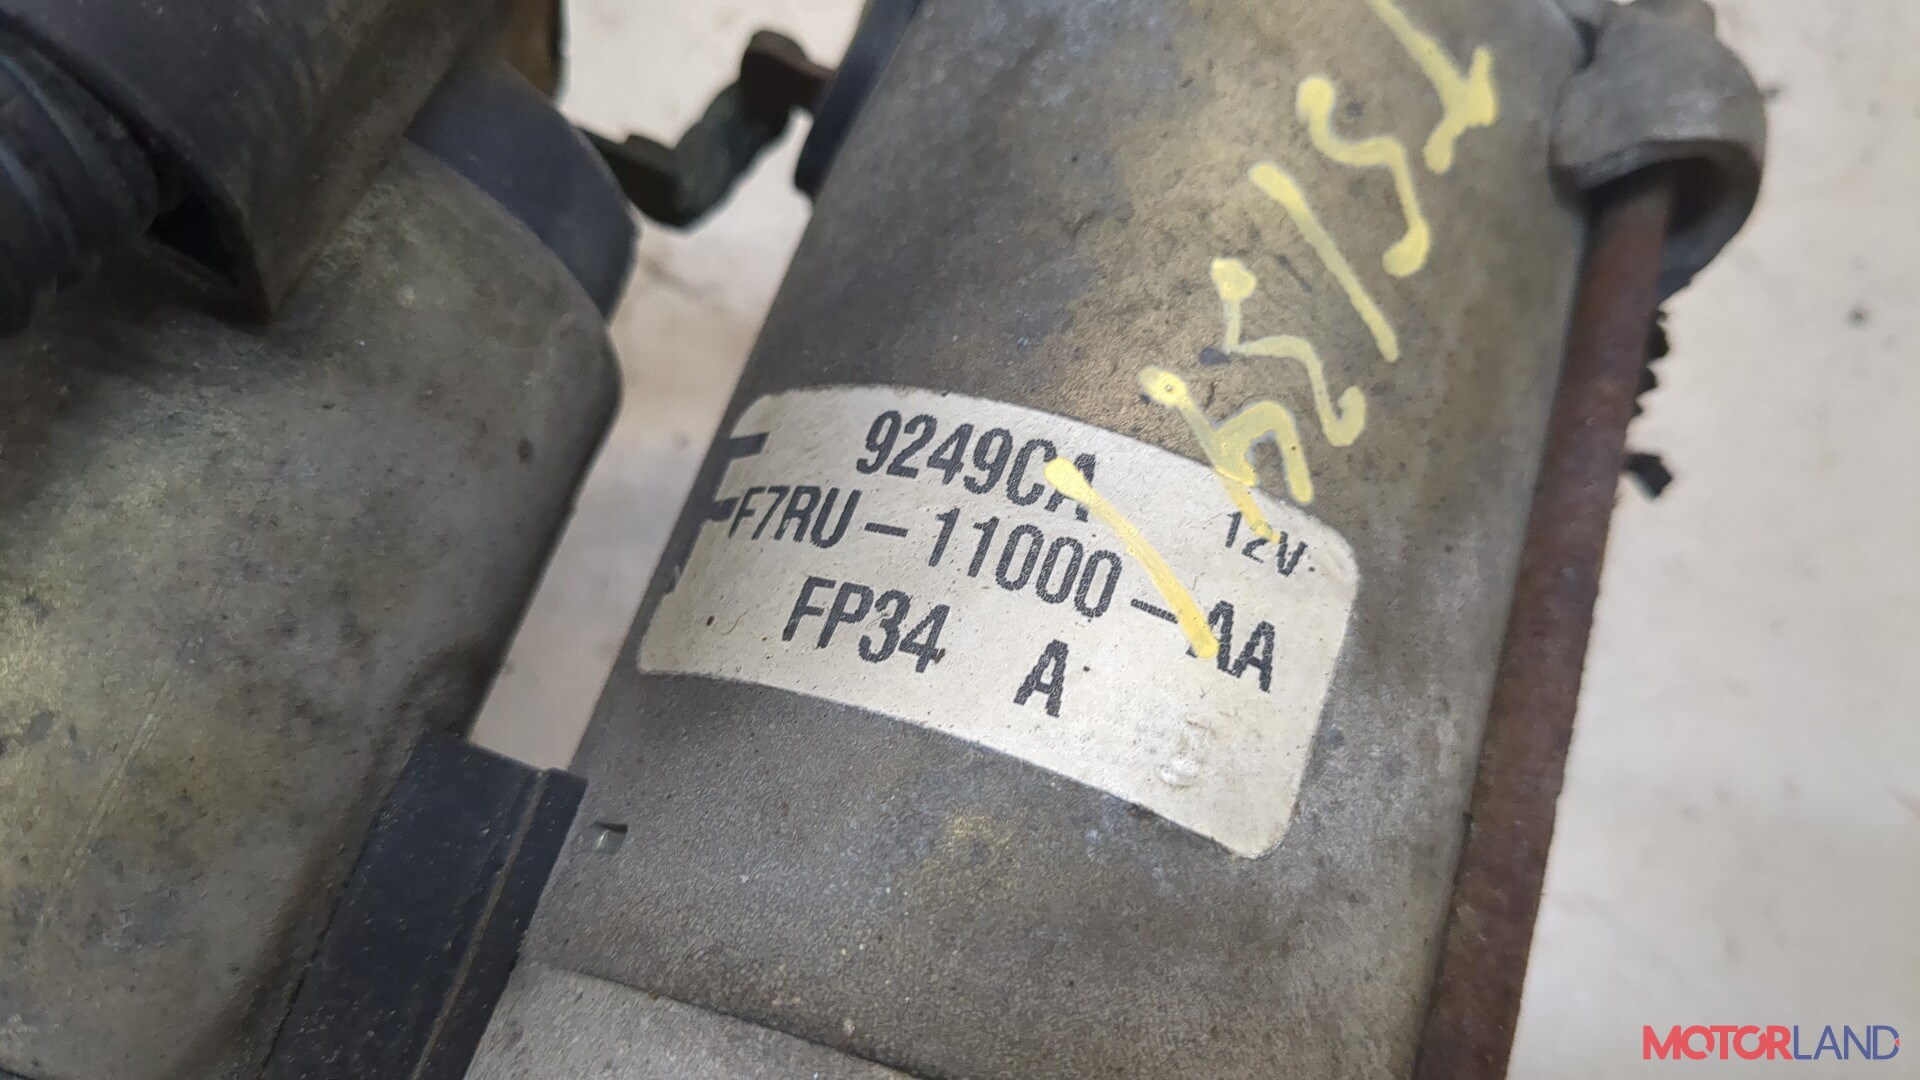 9249CA
12V
F7RU-11000-AA
FP34 A
MOTORLAND